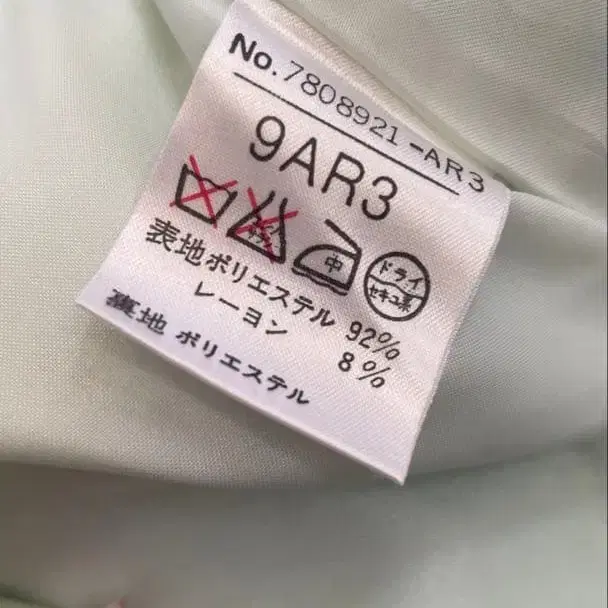 No.7808921-AR3
9AR3
中
ドライ
セキユ系
表地ポリエステル 92%
レーヨン 8%
裏地 ポリエステル